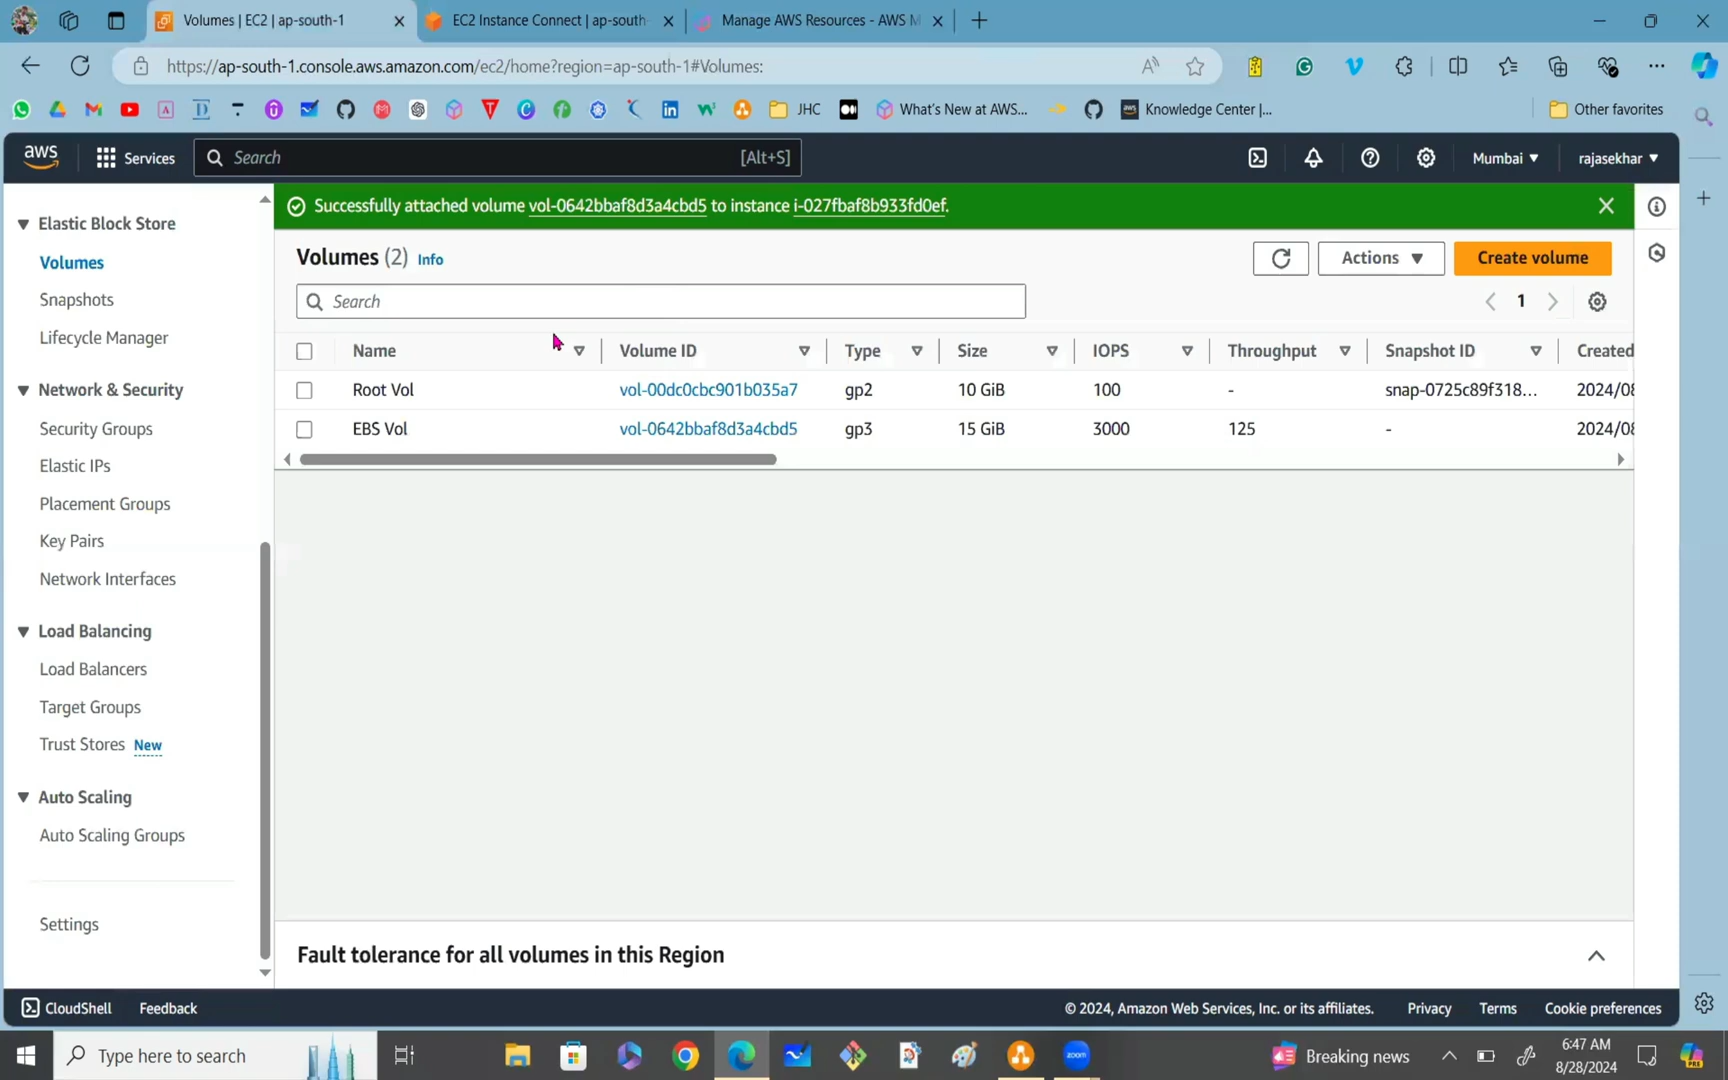 Volumes | EC2 | ap-south-1
EC2 Instance Connect | ap-south-
Manage AWS Resources - AWS M
https://ap-south-1.console.aws.amazon.com/ec2/home?region=ap-south-1#Volumes:
JHC
What's New at AWS...
Knowledge Center |...
Other favorites
aws
Services
Search
[Alt+S]
Mumbai
rajasekhar
Elastic Block Store
Volumes
Snapshots
Lifecycle Manager
Network & Security
Security Groups
Elastic IPs
Placement Groups
Key Pairs
Network Interfaces
Load Balancing
Load Balancers
Target Groups
Trust Stores New
Auto Scaling
Auto Scaling Groups
Settings
Successfully attached volume vol-0642bbaf8d3a4cbd5 to instance i-027fbaf8b933fd0ef.
Volumes (2) Info
Actions
Create volume
Search
1
Name Volume ID Type Size IOPS Throughput Snapshot ID Created
Root Vol vol-00dc0cbc901b035a7 gp2 10 GiB 100 - snap-0725c89f318... 2024/08
EBS Vol vol-0642bbaf8d3a4cbd5 gp3 15 GiB 3000 125 - 2024/08
Fault tolerance for all volumes in this Region
CloudShell Feedback
© 2024, Amazon Web Services, Inc. or its affiliates. Privacy Terms Cookie preferences
Type here to search
zoom
Breaking news
6:47 AM
8/28/2024